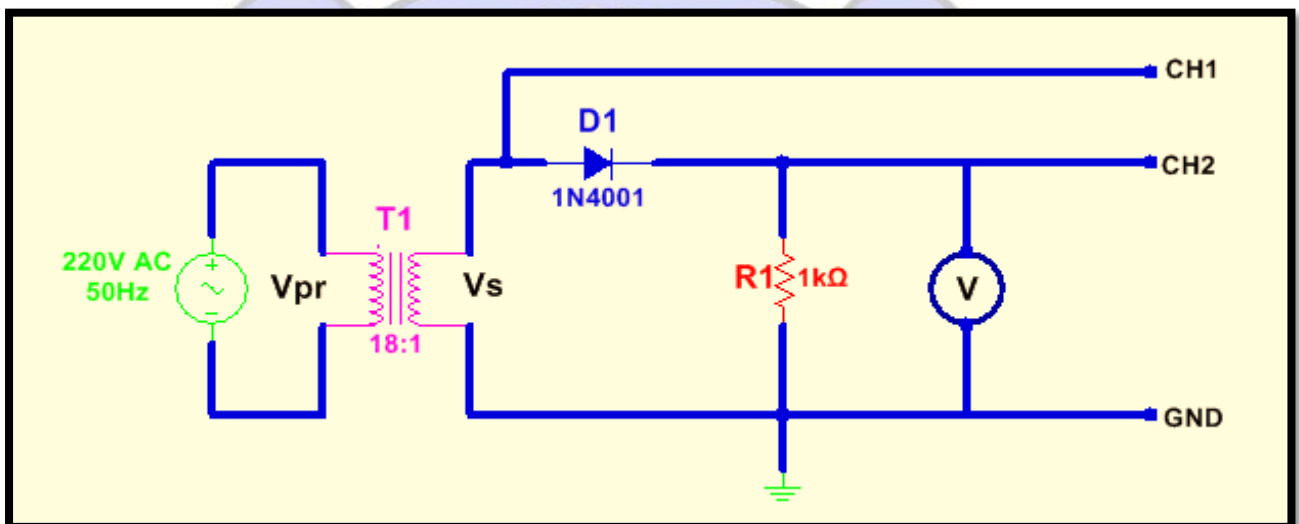 CH1
D1
CH2
1N4001
T1
220V AC
50Hz
Vpr
Vs
R1
1kΩ
V
18:1
GND